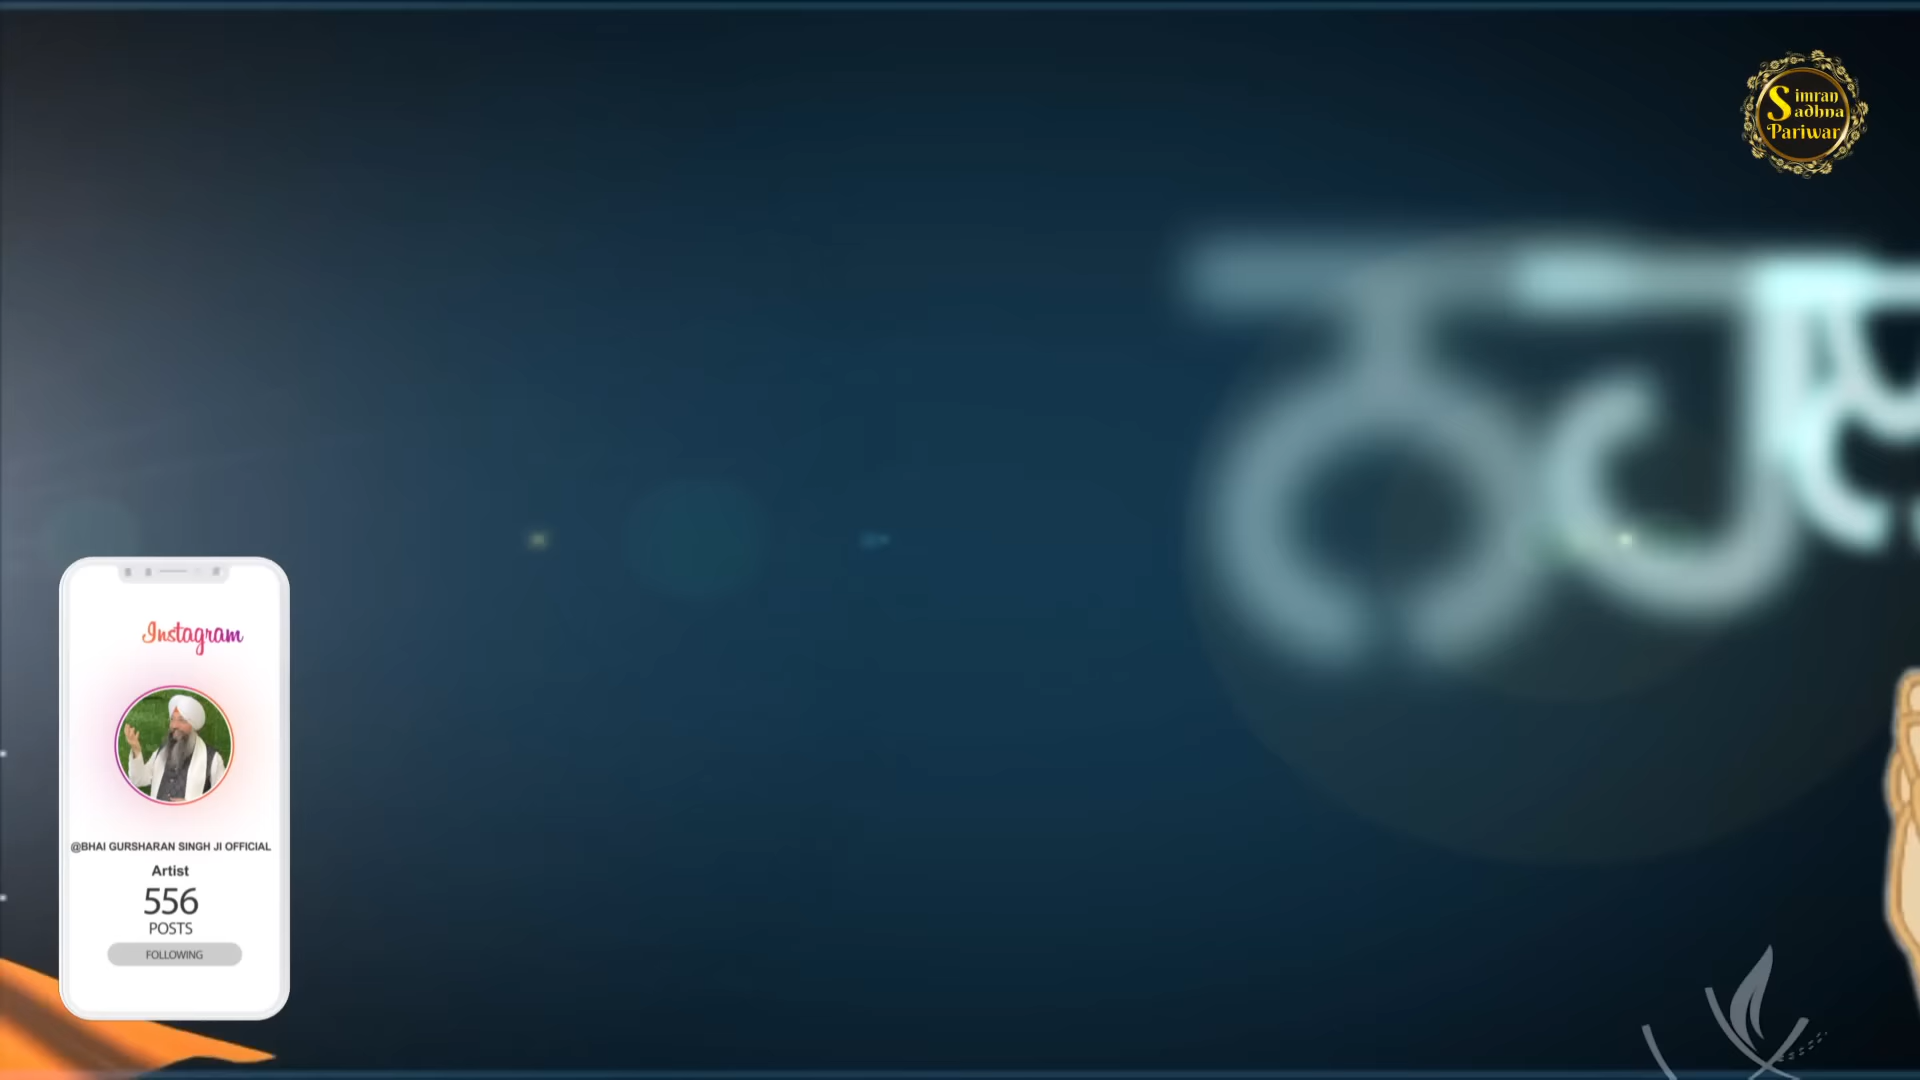 Simran
Sadhna
Pariwar
Instagram
@BHAI GURSHARAN SINGH JI OFFICIAL
Artist
556
POSTS
FOLLOWING